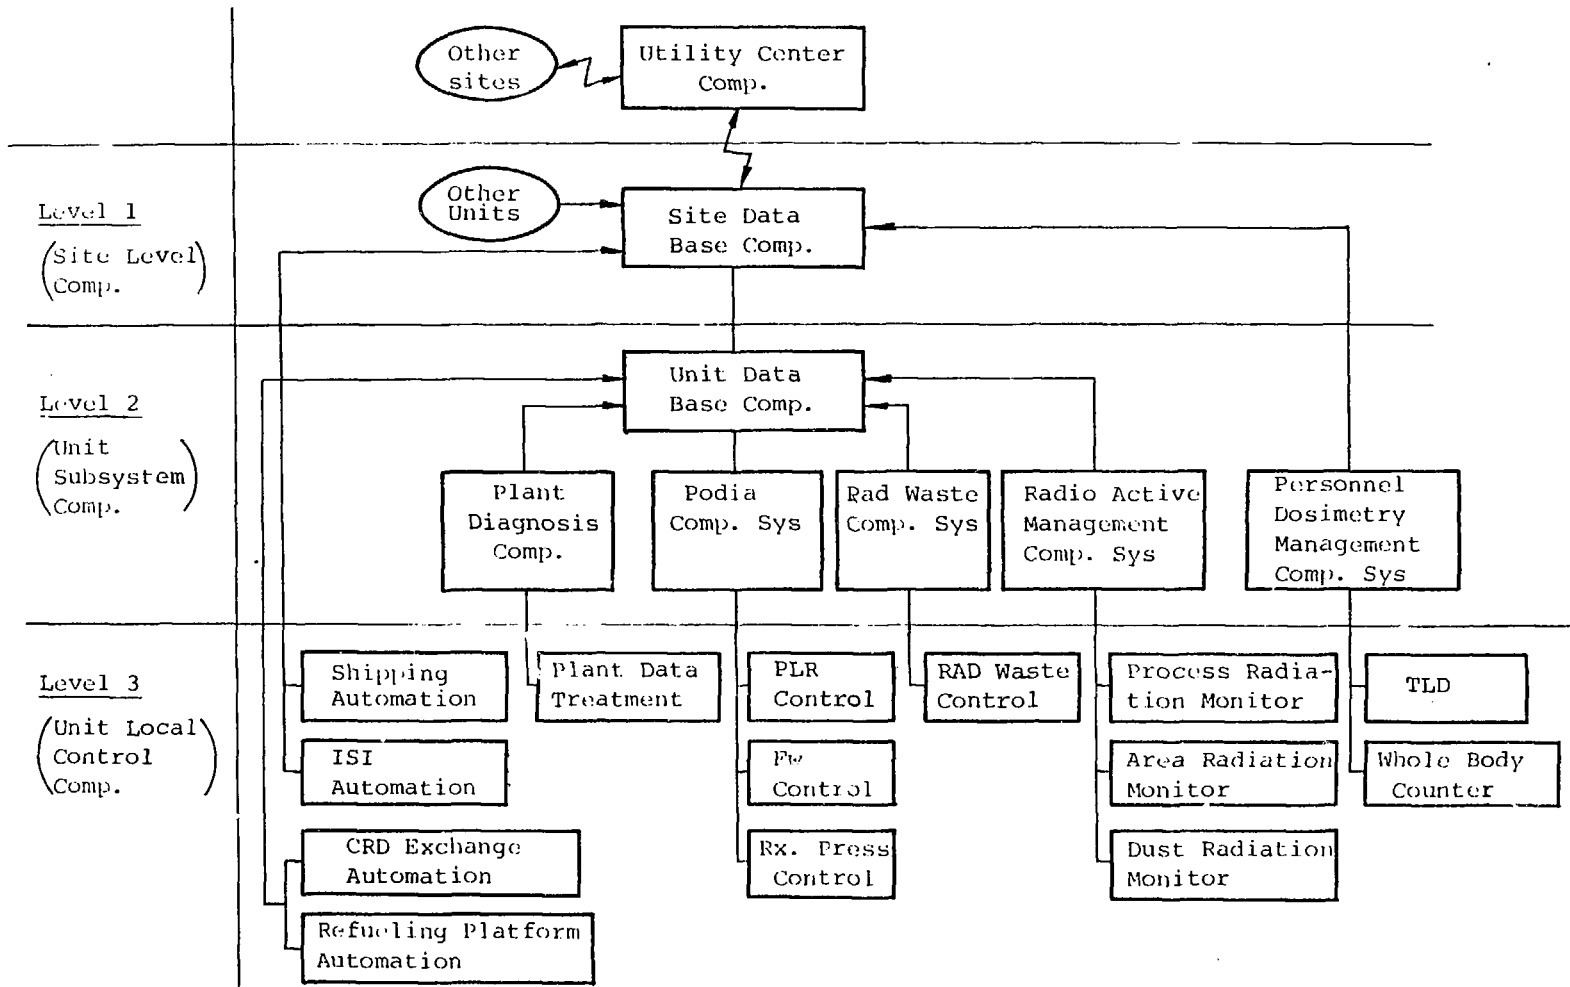 Other
sites
Utility Center
Comp.
Level 1
(Site Level
Comp.)
Other
Units
Site Data
Base Comp.
Level 2
(Unit
Subsystem
Comp.)
Unit Data
Base Comp.
Plant
Diagnosis
Comp.
Podia
Comp. Sys
Rad Waste
Comp. Sys
Radio Active
Management
Comp. Sys
Personnel
Dosimetry
Management
Comp. Sys
Level 3
(Unit Local
Control
Comp.)
Shipping
Automation
Plant Data
Treatment
PLR
Control
RAD Waste
Control
Process Radia-
tion Monitor
TLD
ISI
Automation
Fw
Control
Area Radiation
Monitor
Whole Body
Counter
CRD Exchange
Automation
Rx. Press
Control
Dust Radiation
Monitor
Refueling Platform
Automation